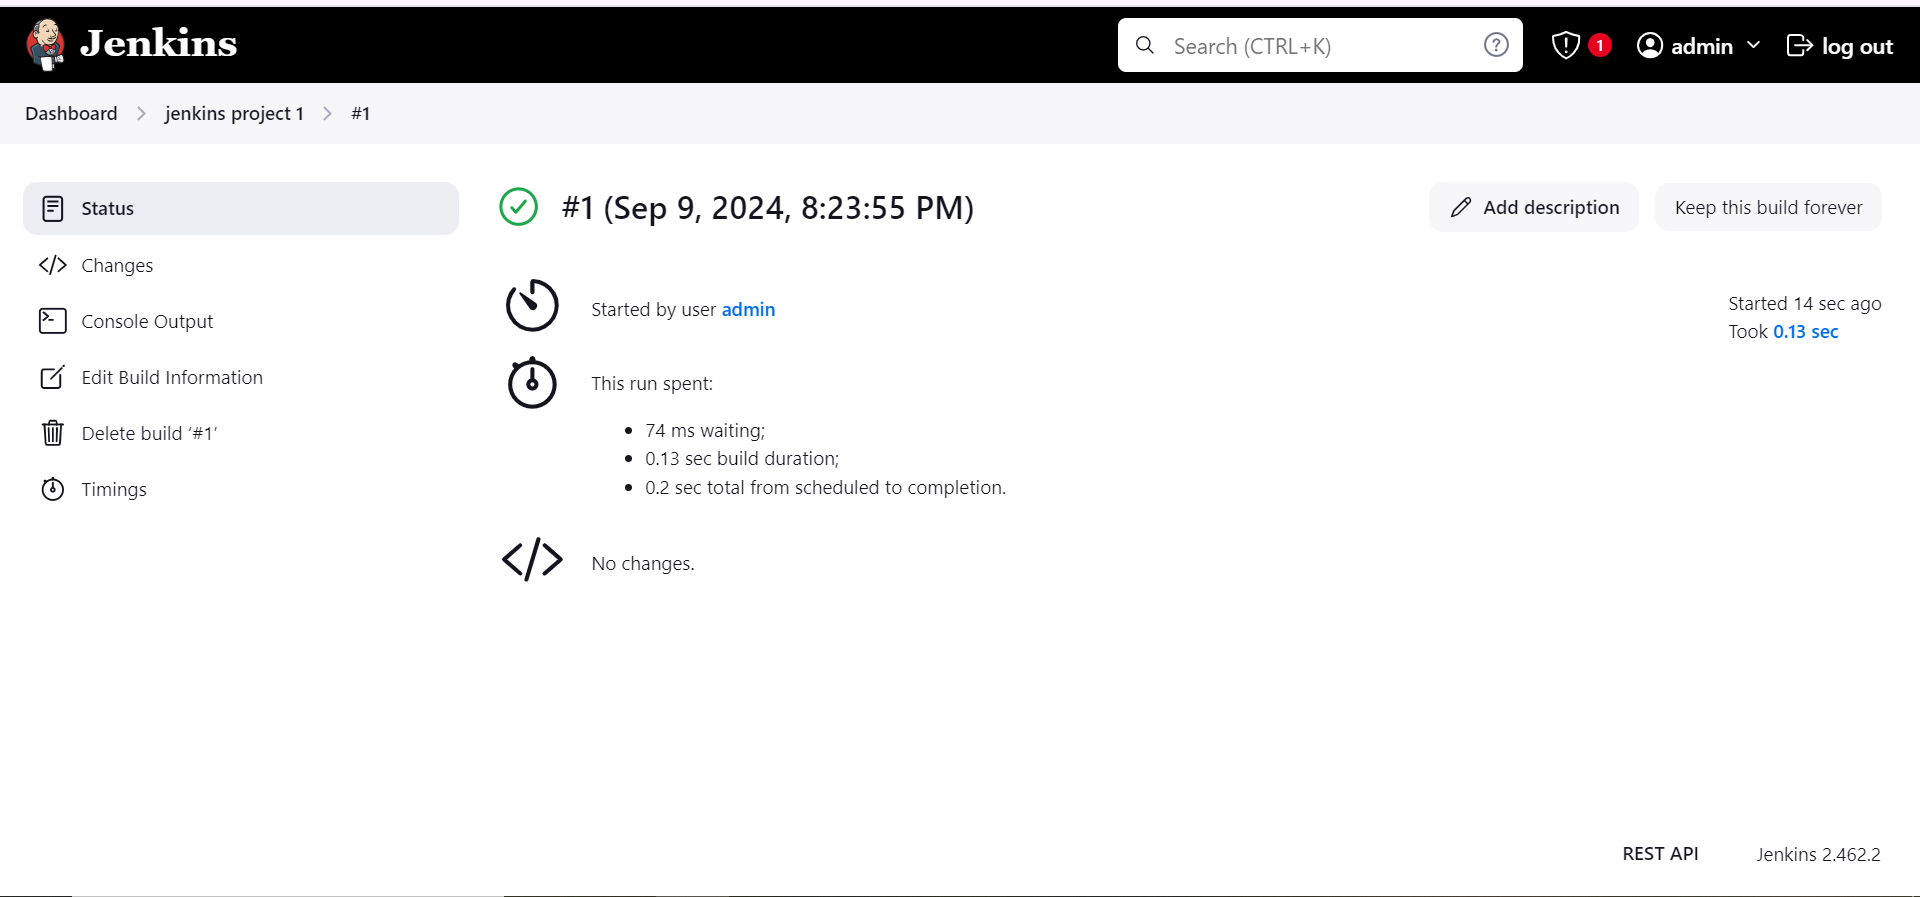 Jenkins
Search (CTRL+K)
1
admin
log out
Dashboard
jenkins project 1
#1
Status
Changes
Console Output
Edit Build Information
Delete build ‘#1’
Timings
#1 (Sep 9, 2024, 8:23:55 PM)
Add description
Keep this build forever
Started by user admin
Started 14 sec ago
Took 0.13 sec
This run spent:
74 ms waiting;
0.13 sec build duration;
0.2 sec total from scheduled to completion.
No changes.
REST API
Jenkins 2.462.2